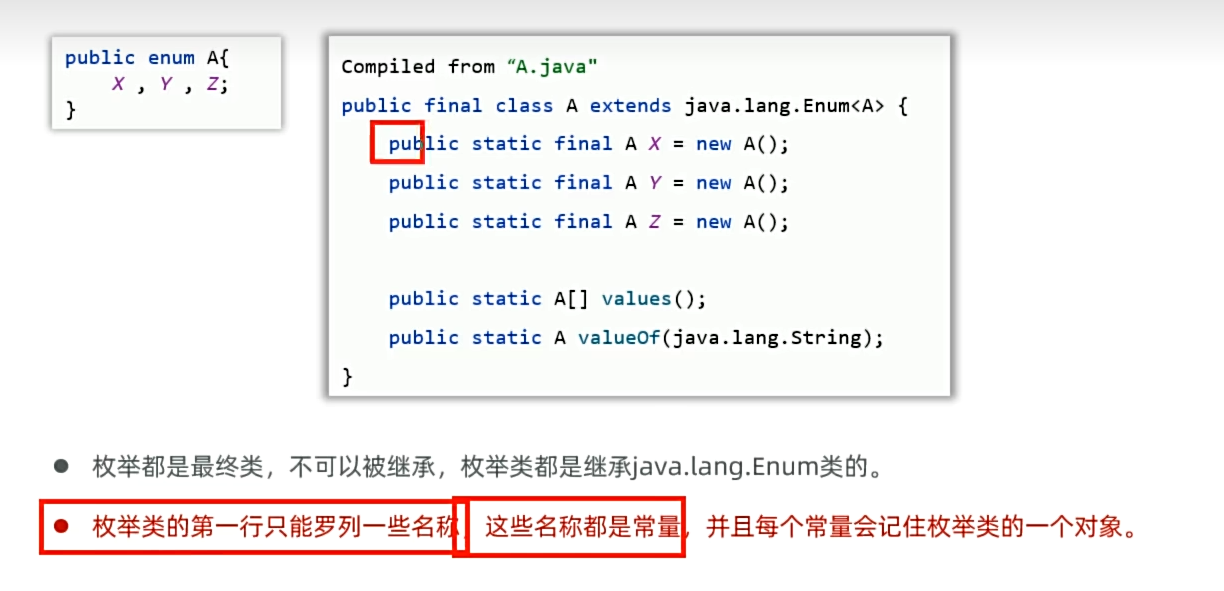 public enum A{
X , Y , Z;
}
Compiled from “A.java"
public final class A extends java.lang.Enum<A> {
public static final A X = new A();
public static final A Y = new A();
public static final A Z = new A();
public static A[] values();
public static A valueOf(java.lang.String);
}
● 枚举都是最终类，不可以被继承，枚举类都是继承java.lang.Enum类的。
● 枚举类的第一行只能罗列一些名称，这些名称都是常量，并且每个常量会记住枚举类的一个对象。